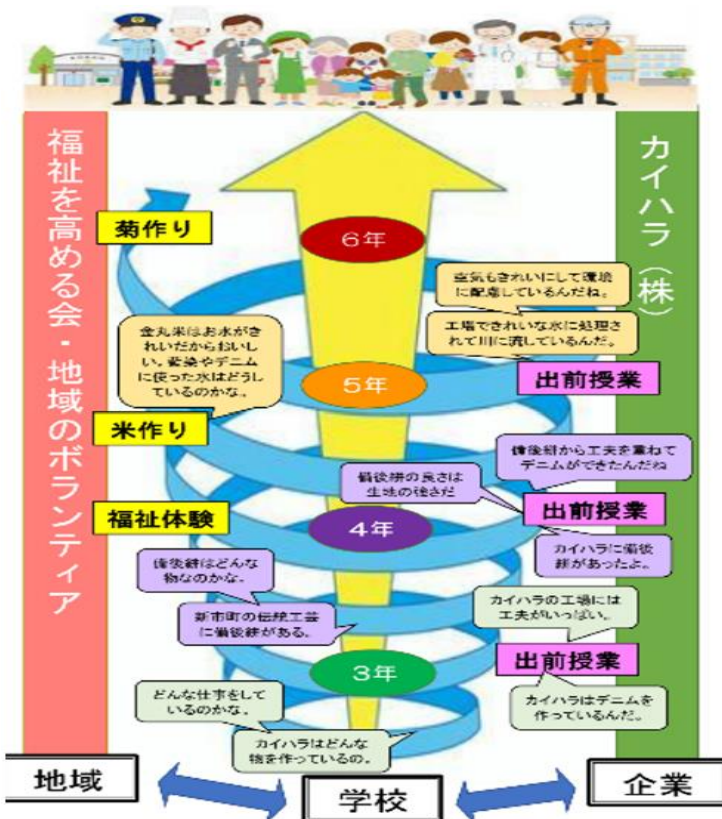 福祉を高める会・地域のボランティア
カイハラ（株）
菊作り
6年
空気もきれいにして環境
に配慮しているんだね。
工場できれいな水に処理され
て川に流しているんだ。
金丸米はお水がき
れいだからおいし
い。藍染やデニム
に使った水はどうし
ているのかな。
5年
出前授業
米作り
備後絣から工夫を重ねて
デニムができたんだね
備後絣の良さは
生地の強さだ
福祉体験
4年
出前授業
カイハラに備後
絣があったよ。
備後絣はどんな
物なのかな。
カイハラの工場には
工夫がいっぱい。
新市町の伝統工芸
に備後絣がある。
3年
出前授業
どんな仕事をして
いるのかな。
カイハラはデニムを
作っているんだ。
カイハラはどんな
物を作っているの。
地域
学校
企業